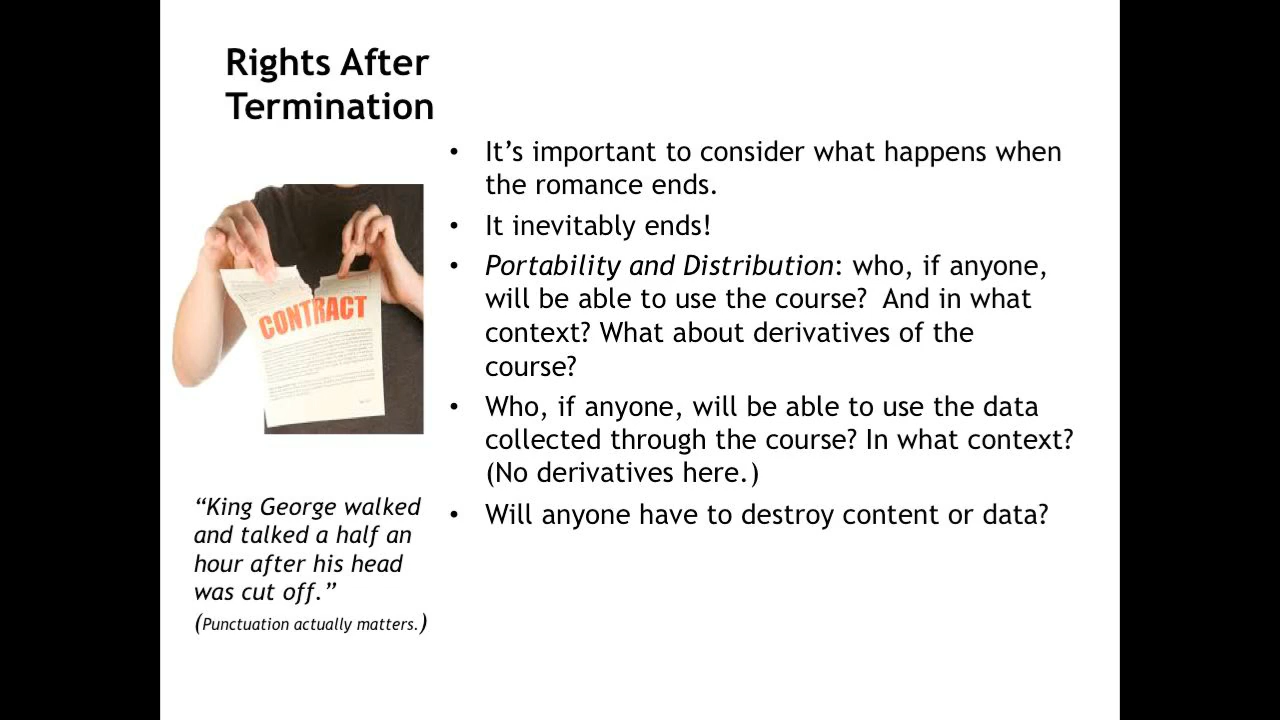 Rights After
Termination
• It’s important to consider what happens when
the romance ends.
• It inevitably ends!
• Portability and Distribution: who, if anyone,
will be able to use the course?  And in what
context? What about derivatives of the
course?
• Who, if anyone, will be able to use the data
collected through the course? In what context?
(No derivatives here.)
• Will anyone have to destroy content or data?
CONTRACT
“King George walked
and talked a half an
hour after his head
was cut off.”
(Punctuation actually matters.)